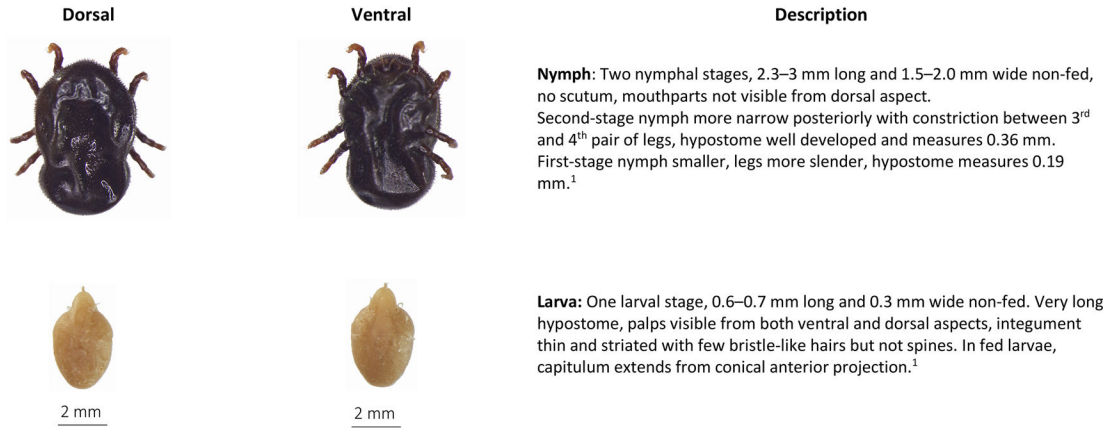 Dorsal
Ventral
Description
Nymph: Two nymphal stages, 2.3–3 mm long and 1.5–2.0 mm wide non-fed,
no scutum, mouthparts not visible from dorsal aspect.
Second-stage nymph more narrow posteriorly with constriction between 3rd
and 4th pair of legs, hypostome well developed and measures 0.36 mm.
First-stage nymph smaller, legs more slender, hypostome measures 0.19
mm.1
Larva: One larval stage, 0.6–0.7 mm long and 0.3 mm wide non-fed. Very long
hypostome, palps visible from both ventral and dorsal aspects, integument
thin and striated with few bristle-like hairs but not spines. In fed larvae,
capitulum extends from conical anterior projection.1
2 mm
2 mm